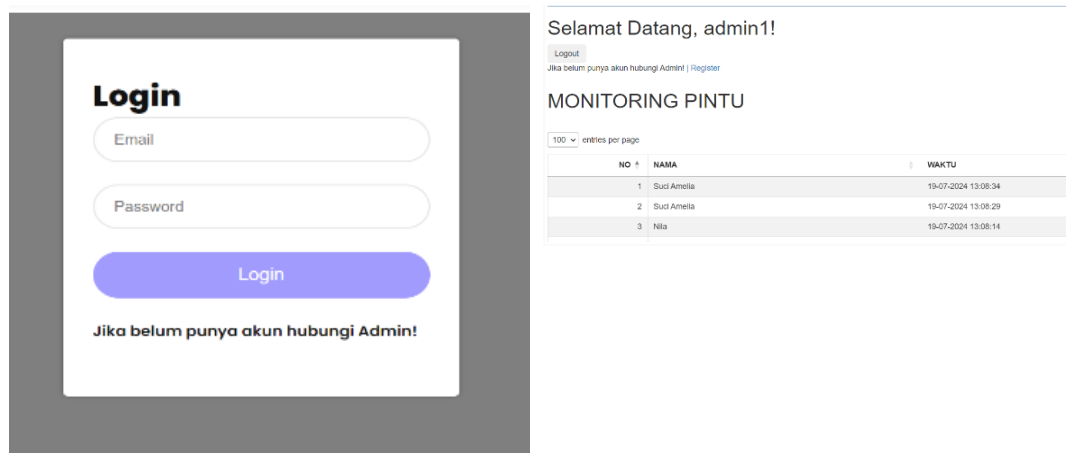 Login
Email
Password
Login
Jika belum punya akun hubungi Admin!
Selamat Datang, admin1!
Logout
Jika belum punya akun hubungi Admin! | Register
MONITORING PINTU
100 entries per page
NO NAMA WAKTU
1 Suci Amelia 19-07-2024 13:08:34
2 Suci Amelia 19-07-2024 13:08:29
3 Nila 19-07-2024 13:08:14